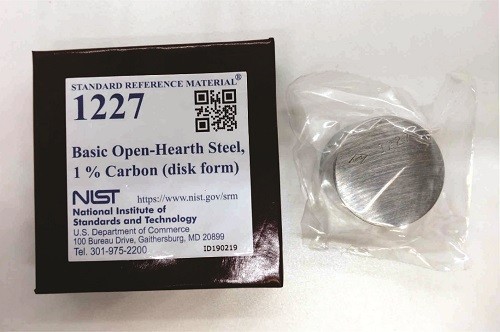 STANDARD REFERENCE MATERIAL®
1227
Basic Open-Hearth Steel,
1 % Carbon (disk form)
NIST https://www.nist.gov/srm
National Institute of
Standards and Technology
U.S. Department of Commerce
100 Bureau Drive, Gaithersburg, MD 20899
Tel. 301-975-2200 ID190219